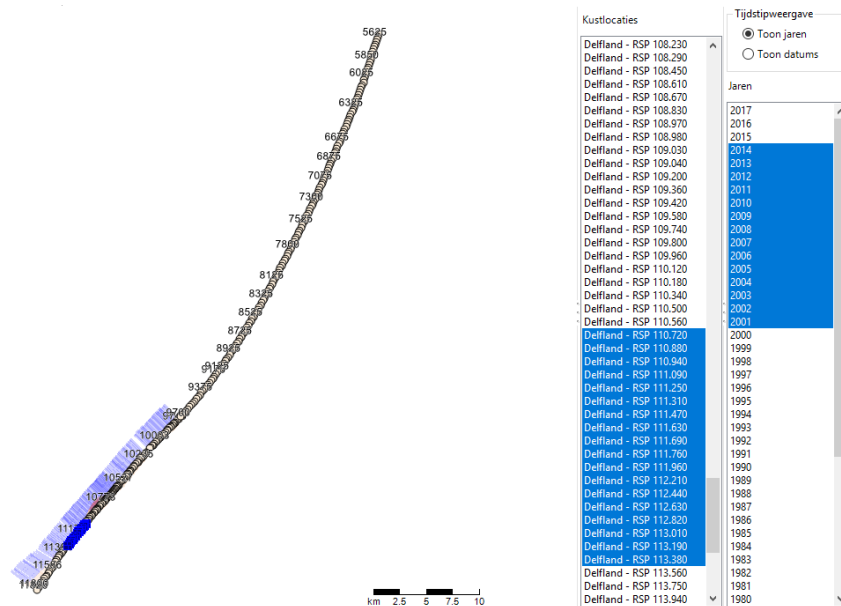 5625
5850
6025
6325
6675
6875
7075
7300
7525
7800
8125
8325
8525
8725
8925
9375
9700
km 2.5 5 7.5 10
Kustlocaties
Delfland - RSP 108.230
Delfland - RSP 108.290
Delfland - RSP 108.450
Delfland - RSP 108.610
Delfland - RSP 108.670
Delfland - RSP 108.830
Delfland - RSP 108.970
Delfland - RSP 108.980
Delfland - RSP 109.030
Delfland - RSP 109.040
Delfland - RSP 109.200
Delfland - RSP 109.360
Delfland - RSP 109.420
Delfland - RSP 109.580
Delfland - RSP 109.740
Delfland - RSP 109.800
Delfland - RSP 109.960
Delfland - RSP 110.120
Delfland - RSP 110.180
Delfland - RSP 110.340
Delfland - RSP 110.500
Delfland - RSP 110.560
Delfland - RSP 110.720
Delfland - RSP 110.880
Delfland - RSP 110.940
Delfland - RSP 111.090
Delfland - RSP 111.250
Delfland - RSP 111.310
Delfland - RSP 111.470
Delfland - RSP 111.630
Delfland - RSP 111.690
Delfland - RSP 111.760
Delfland - RSP 111.960
Delfland - RSP 112.210
Delfland - RSP 112.440
Delfland - RSP 112.630
Delfland - RSP 112.820
Delfland - RSP 113.010
Delfland - RSP 113.190
Delfland - RSP 113.380
Delfland - RSP 113.560
Delfland - RSP 113.750
Delfland - RSP 113.940
Tijdstipweergave
Toon jaren
Toon datums
Jaren
2017
2016
2015
2014
2013
2012
2011
2010
2009
2008
2007
2006
2005
2004
2003
2002
2001
2000
1999
1998
1997
1996
1995
1994
1993
1992
1991
1990
1989
1988
1987
1986
1985
1984
1983
1982
1981
1980